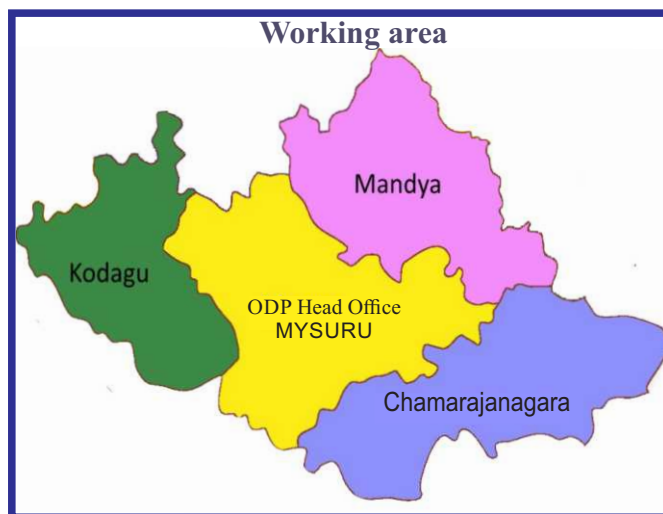 Working area
Mandya
Kodagu
ODP Head Office
MYSURU
Chamarajanagara